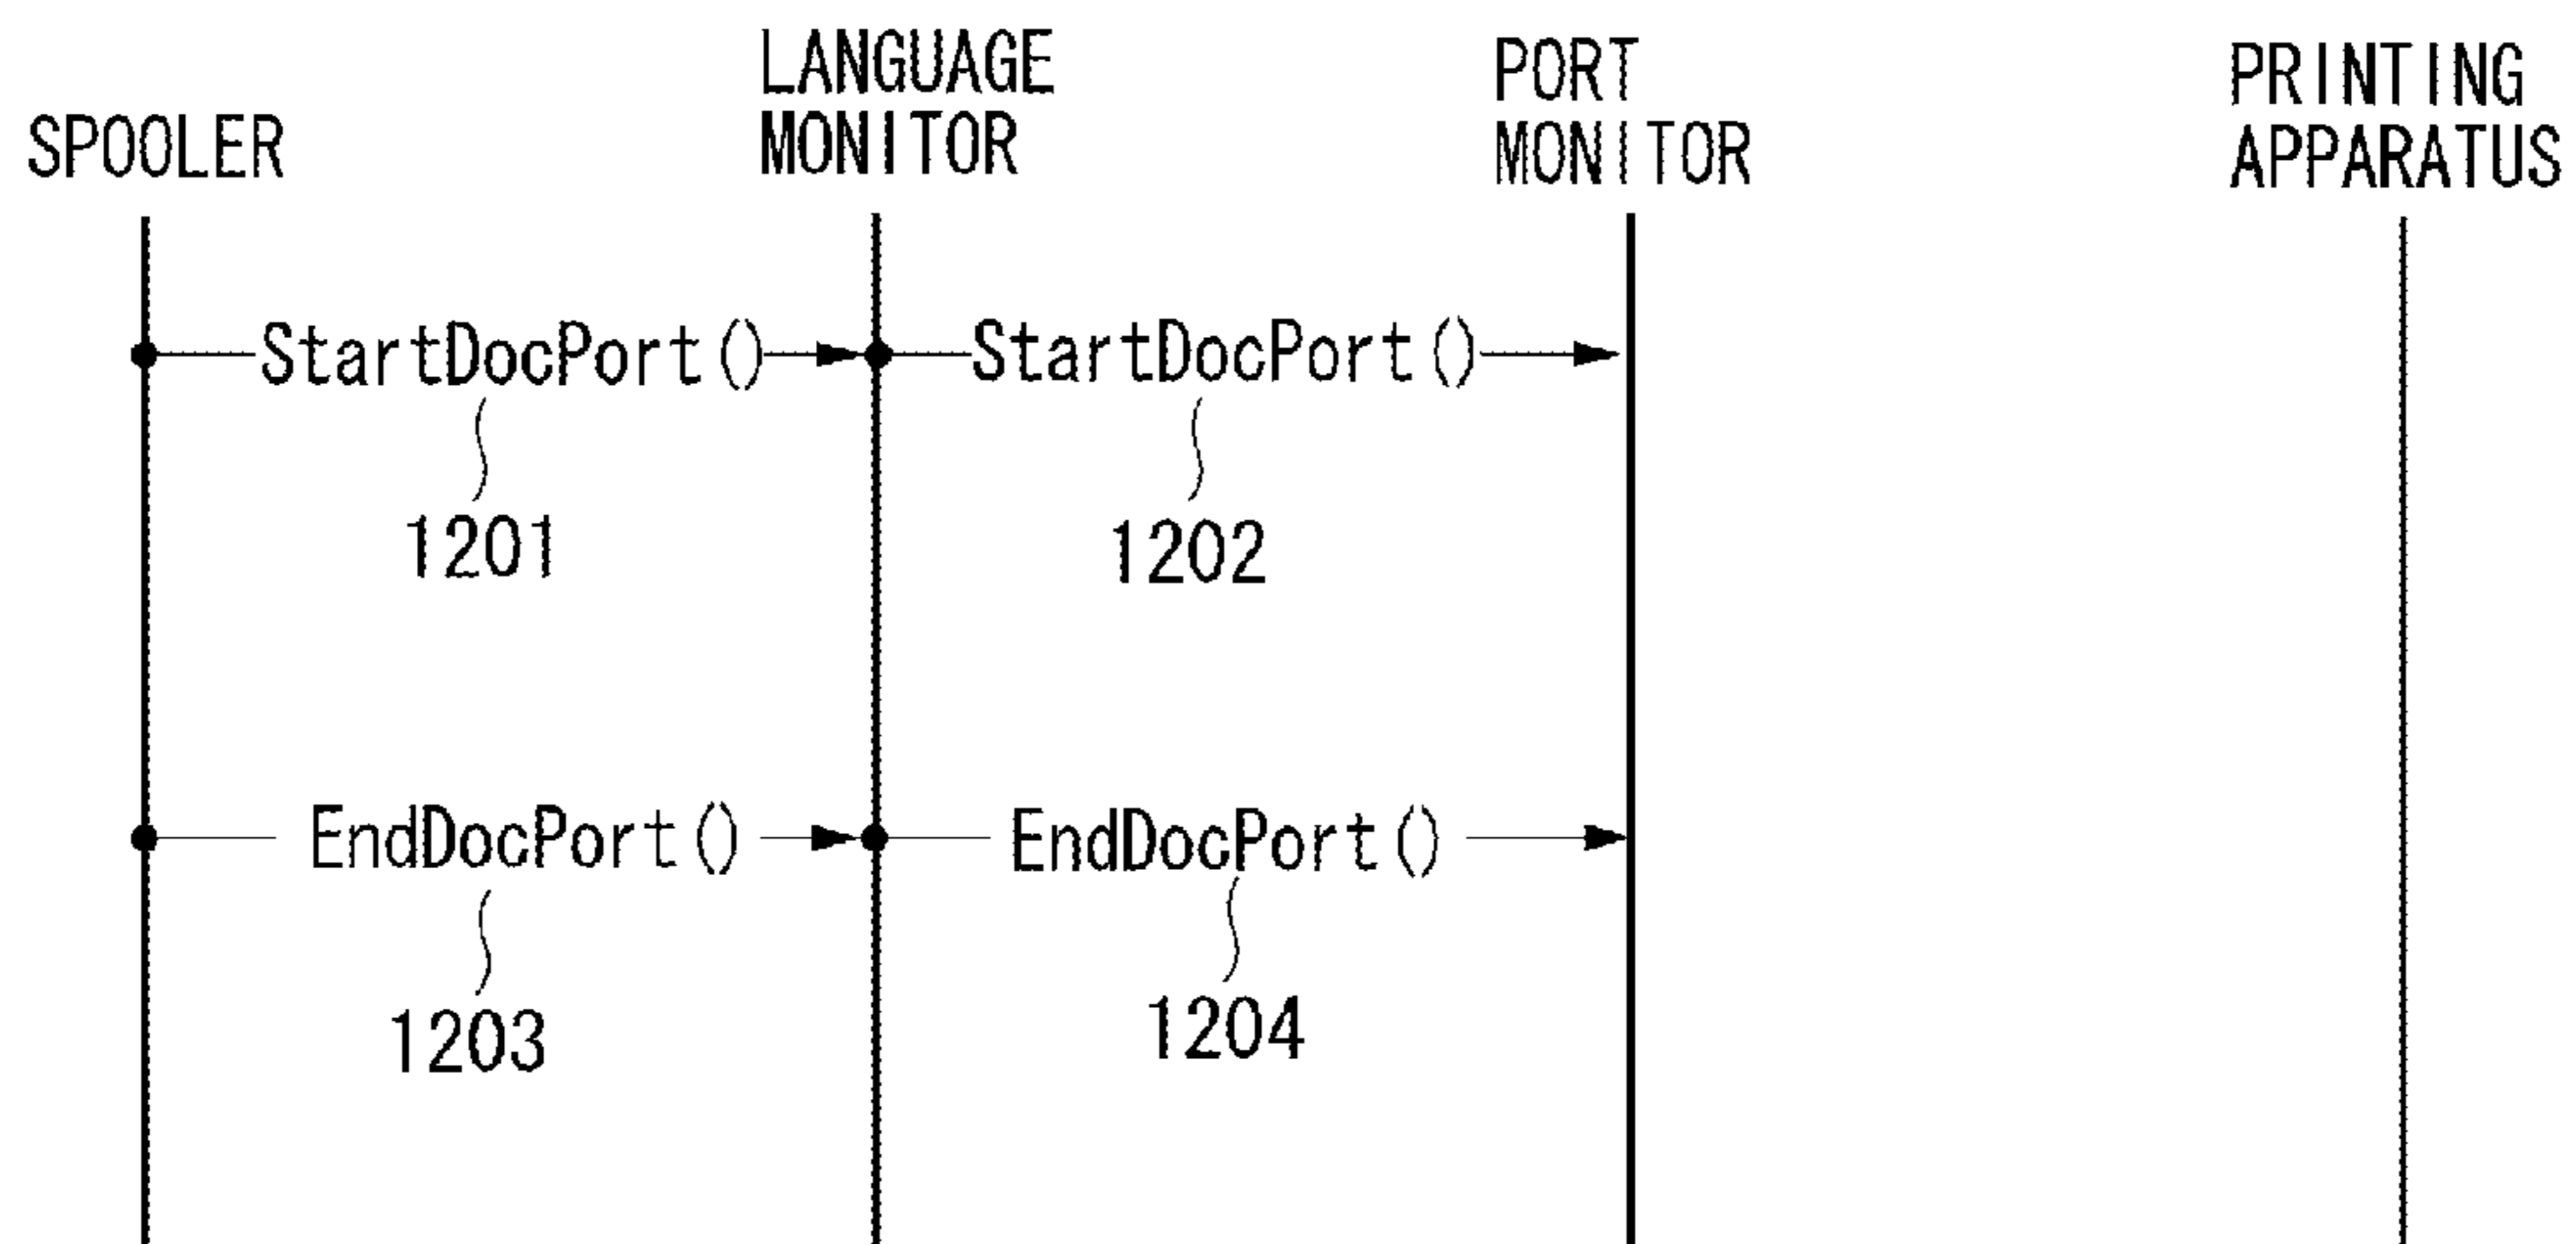 SPOOLER
LANGUAGE
MONITOR
PORT
MONITOR
PRINTING
APPARATUS
StartDocPort()
StartDocPort()
1201
1202
EndDocPort()
EndDocPort()
1203
1204